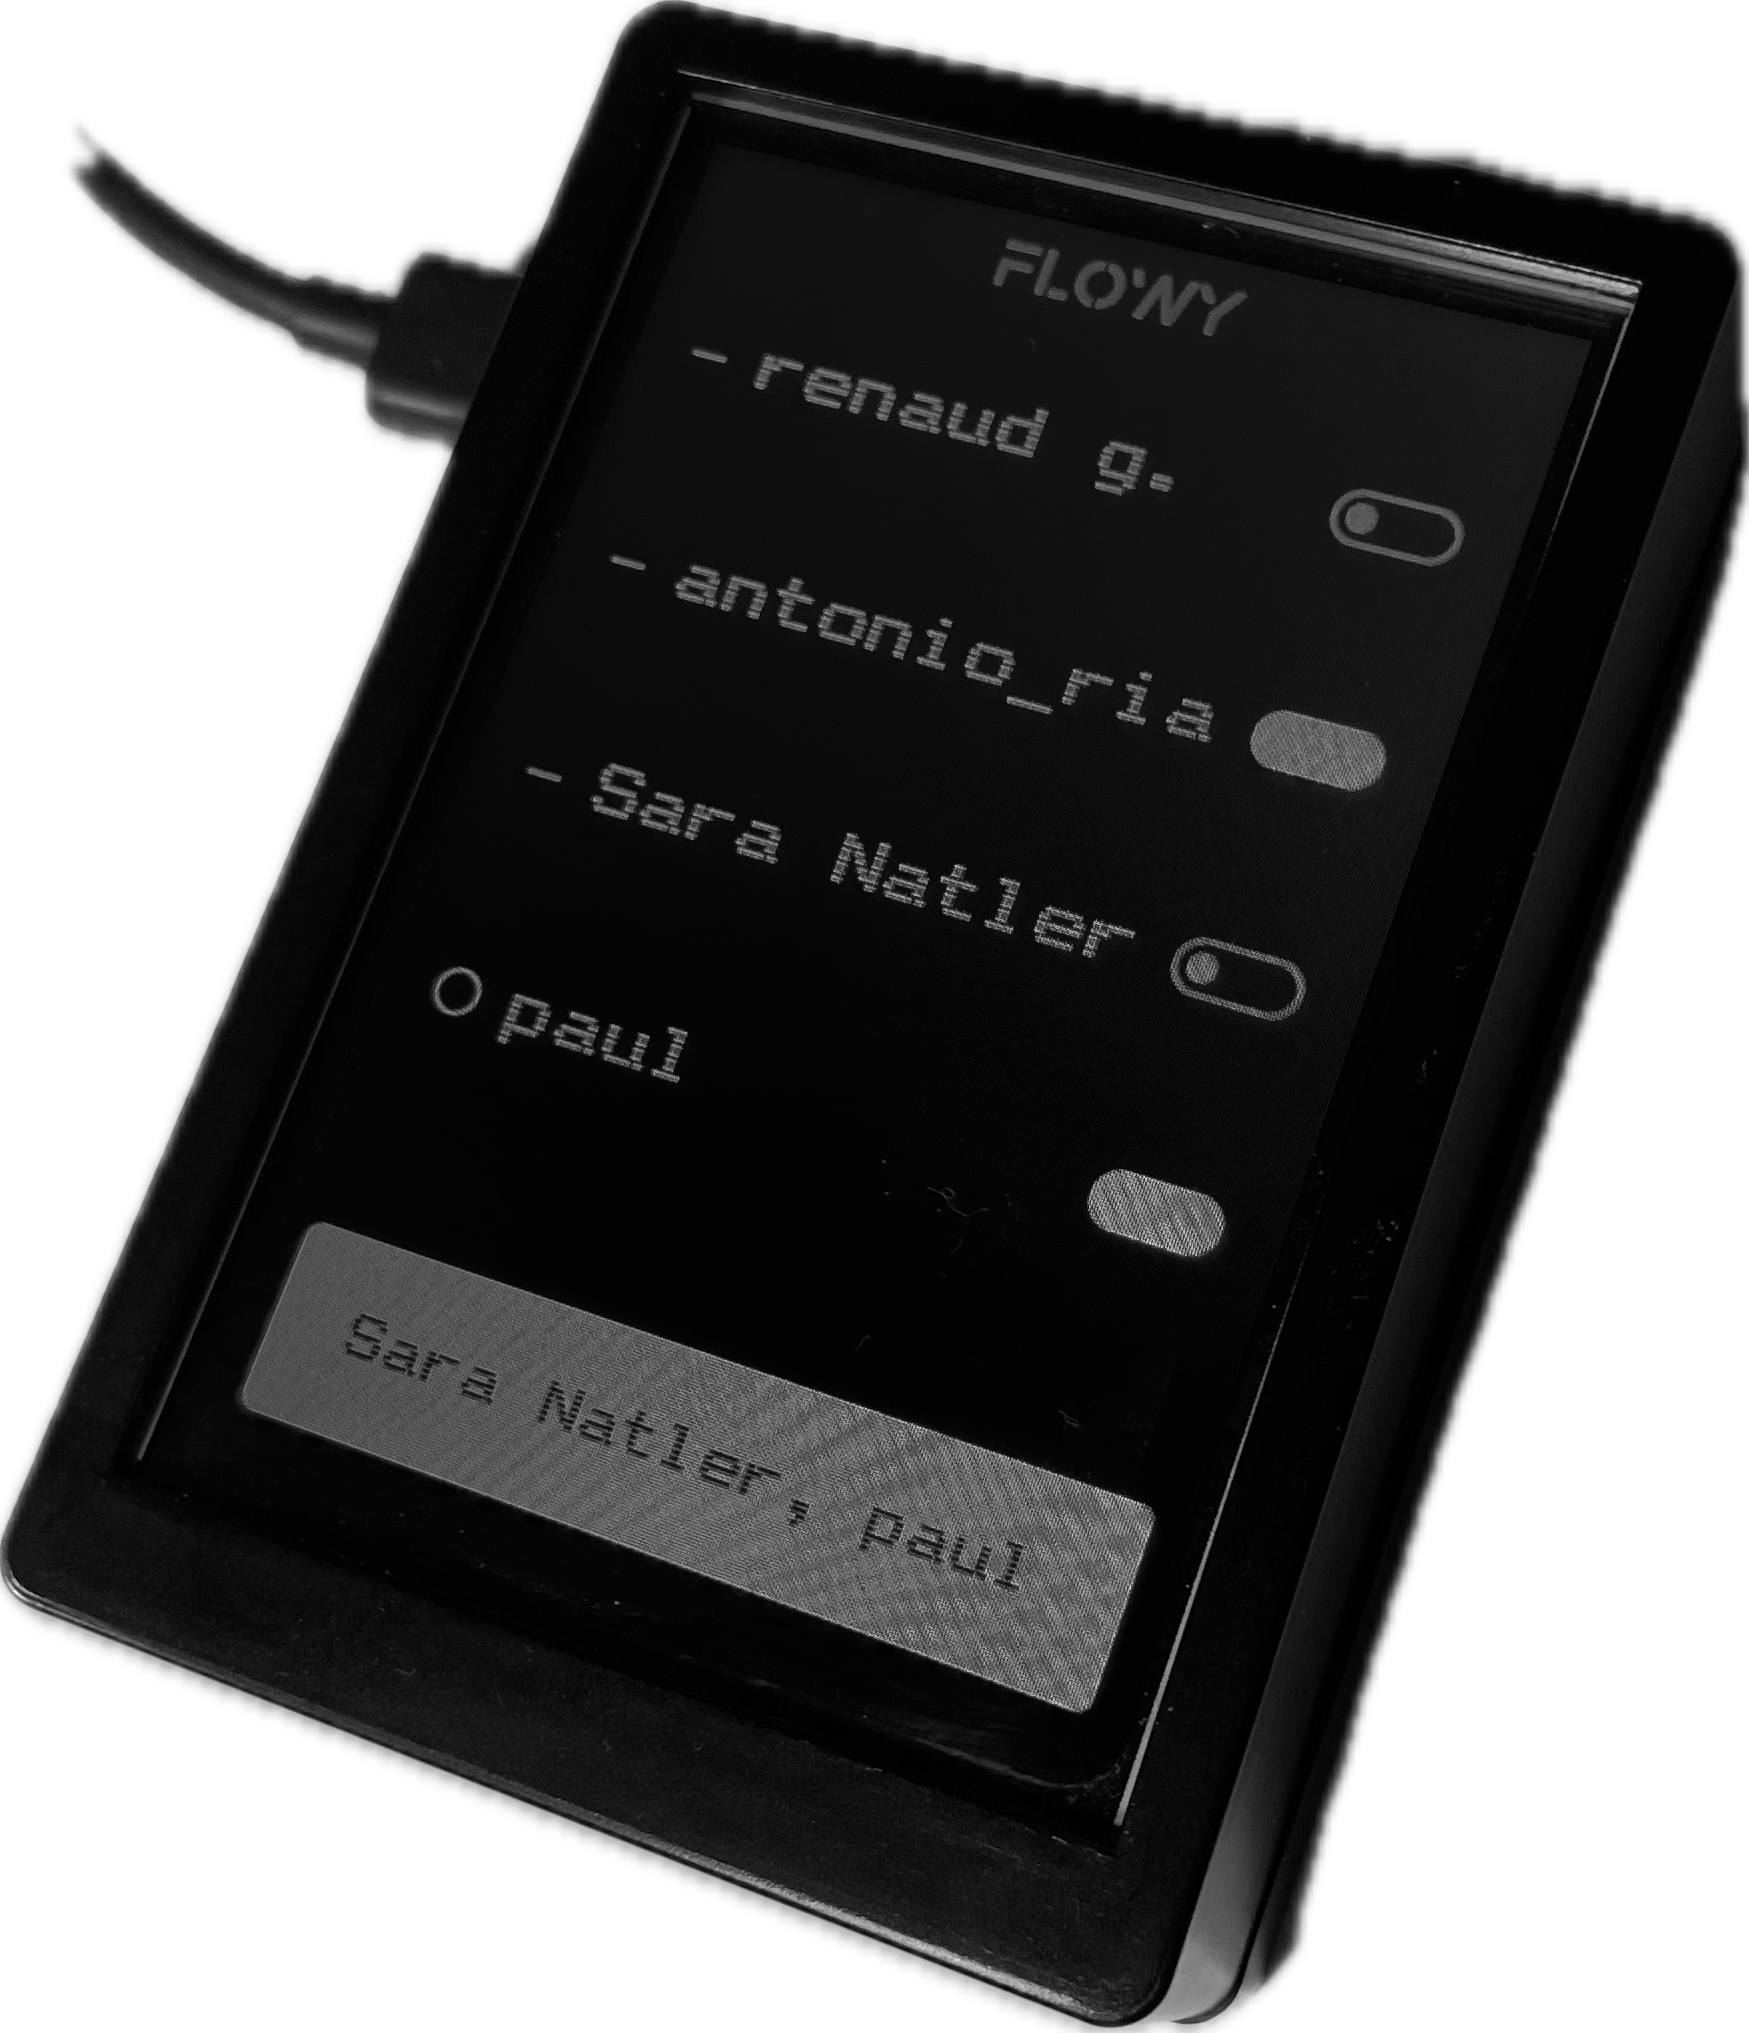 FLOWY
- renaud g.
- antonio_ria
- Sara Natler
paul
Sara Natler, paul